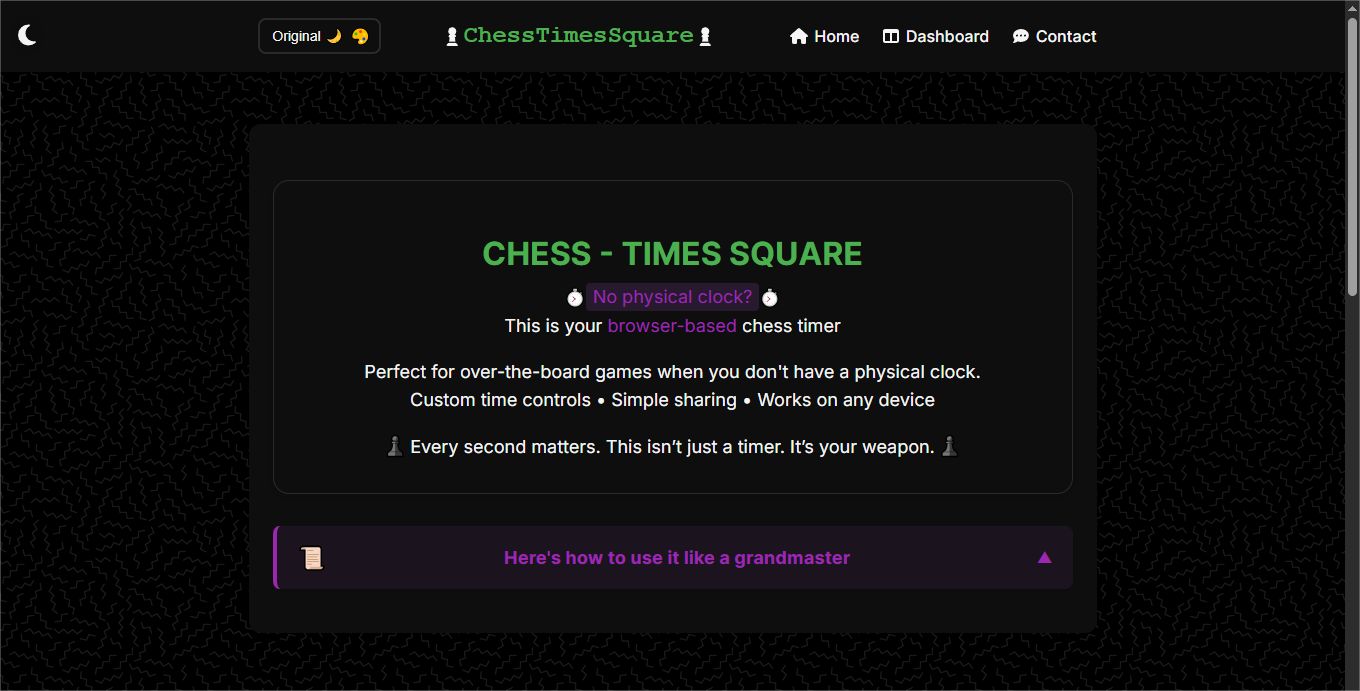 Original 🌙 🎨
♟ChessTimesSquare♟
Home
Dashboard
Contact
CHESS - TIMES SQUARE
⏱ No physical clock? ⏱
This is your browser-based chess timer
Perfect for over-the-board games when you don't have a physical clock.
Custom time controls • Simple sharing • Works on any device
♟ Every second matters. This isn’t just a timer. It’s your weapon. ♟
📜 Here's how to use it like a grandmaster ▲